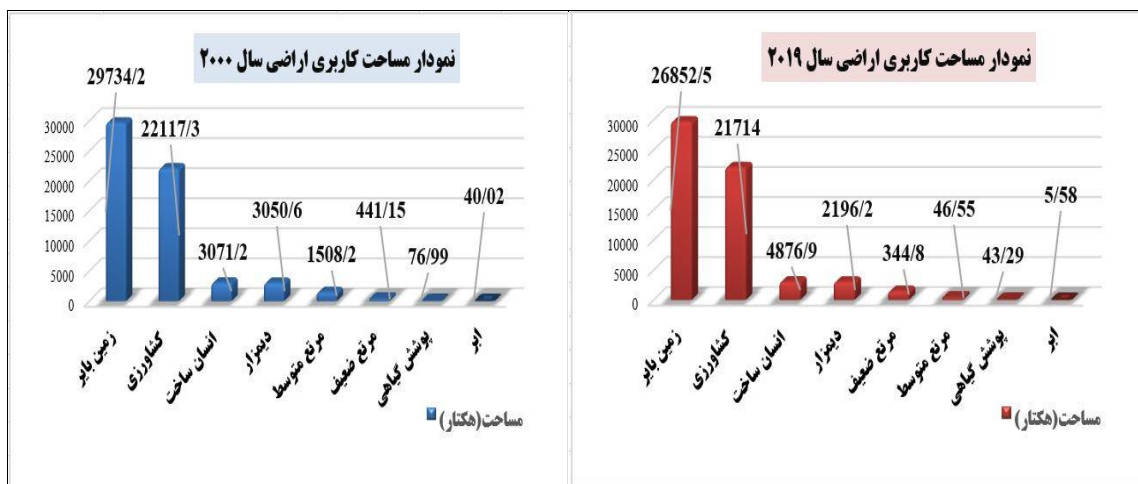 نمودار مساحت کاربری اراضی سال ۲۰۰۰
29734/2
22117/3
3071/2
3050/6
1508/2
441/15
76/99
40/02
30000
25000
20000
15000
10000
5000
0
زمین بایر
کشاورزی
انسان ساخت
دیمزار
مرتع متوسط
مرتع ضعیف
پوشش گیاهی
ابر
مساحت(هکتار)
نمودار مساحت کاربری اراضی سال ۲۰۱۹
26852/5
21714
4876/9
2196/2
344/8
46/55
43/29
5/58
30000
25000
20000
15000
10000
5000
0
زمین بایر
کشاورزی
انسان ساخت
دیمزار
مرتع ضعیف
مرتع متوسط
پوشش گیاهی
ابر
مساحت(هکتار)